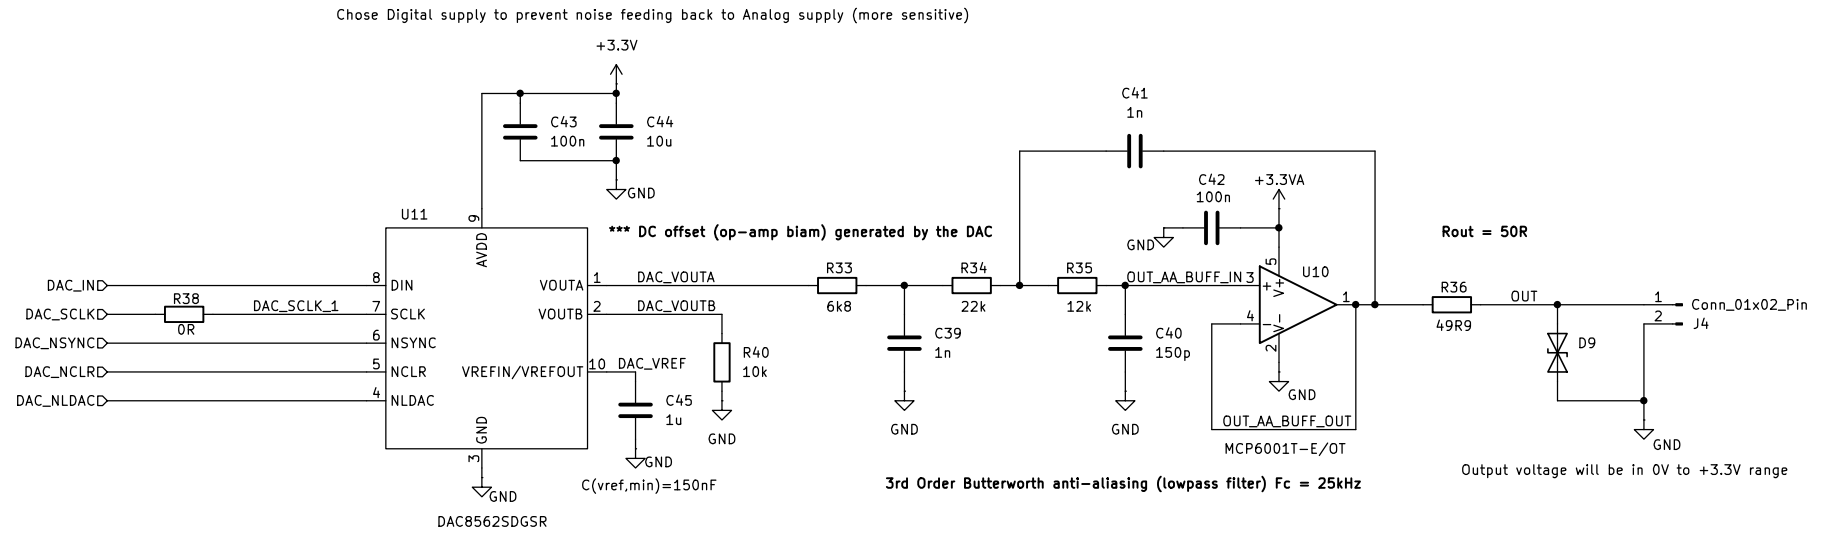 Chose Digital supply to prevent noise feeding back to Analog supply (more sensitive)
+3.3V
C43
100n
C44
10u
GND
C41
1n
C42
100n
+3.3VA
GND
U11
9
AVDD
*** DC offset (op-amp biam) generated by the DAC
Rout = 50R
DAC_IN
8
DIN
VOUTA
1
DAC_VOUTA
R33
6k8
R34
22k
R35
12k
OUT_AA_BUFF_IN
3
5
U10
+
V+
-
V-
4
2
1
R36
49R9
OUT
1
Conn_01x02_Pin
2
J4
DAC_SCLK
R38
0R
DAC_SCLK_1
7
SCLK
VOUTB
2
DAC_VOUTB
DAC_NSYNC
6
NSYNC
C39
1n
C40
150p
D9
R40
10k
DAC_NCLR
5
NCLR
VREFIN/VREFOUT
10
DAC_VREF
DAC_NLDAC
4
NLDAC
C45
1u
GND
GND
GND
GND
GND
OUT_AA_BUFF_OUT
MCP6001T-E/OT
GND
3
GND
GND
Output voltage will be in 0V to +3.3V range
C(vref,min)=150nF
3rd Order Butterworth anti-aliasing (lowpass filter) Fc = 25kHz
DAC8562SDGSR